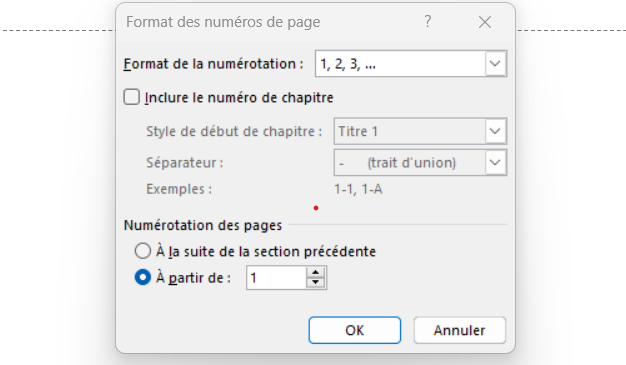 Format des numéros de page ?
Format de la numérotation : 1, 2, 3, ...
Inclure le numéro de chapitre
Style de début de chapitre : Titre 1
Séparateur : - (trait d'union)
Exemples : 1-1, 1-A
Numérotation des pages
À la suite de la section précédente
À partir de : 1
OK Annuler